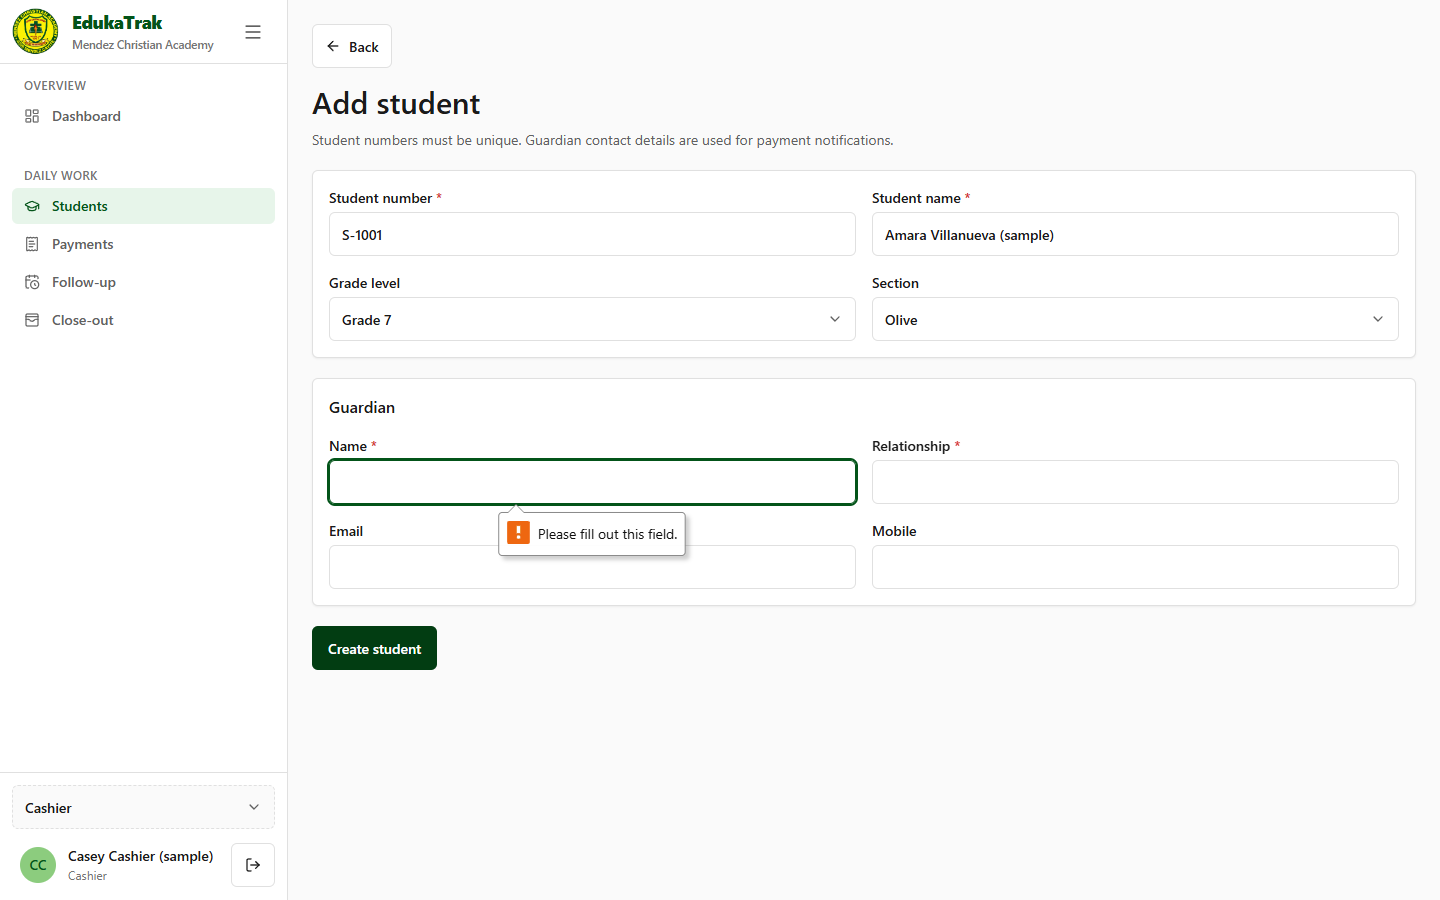 EdukaTrak
Mendez Christian Academy
OVERVIEW
Dashboard
DAILY WORK
Students
Payments
Follow-up
Close-out
Cashier
CC
Casey Cashier (sample)
Cashier
Back
Add student
Student numbers must be unique. Guardian contact details are used for payment notifications.
Student number *
Student name *
S-1001
Amara Villanueva (sample)
Grade level
Section
Grade 7
Olive
Guardian
Name *
Relationship *
Please fill out this field.
Email
Mobile
Create student